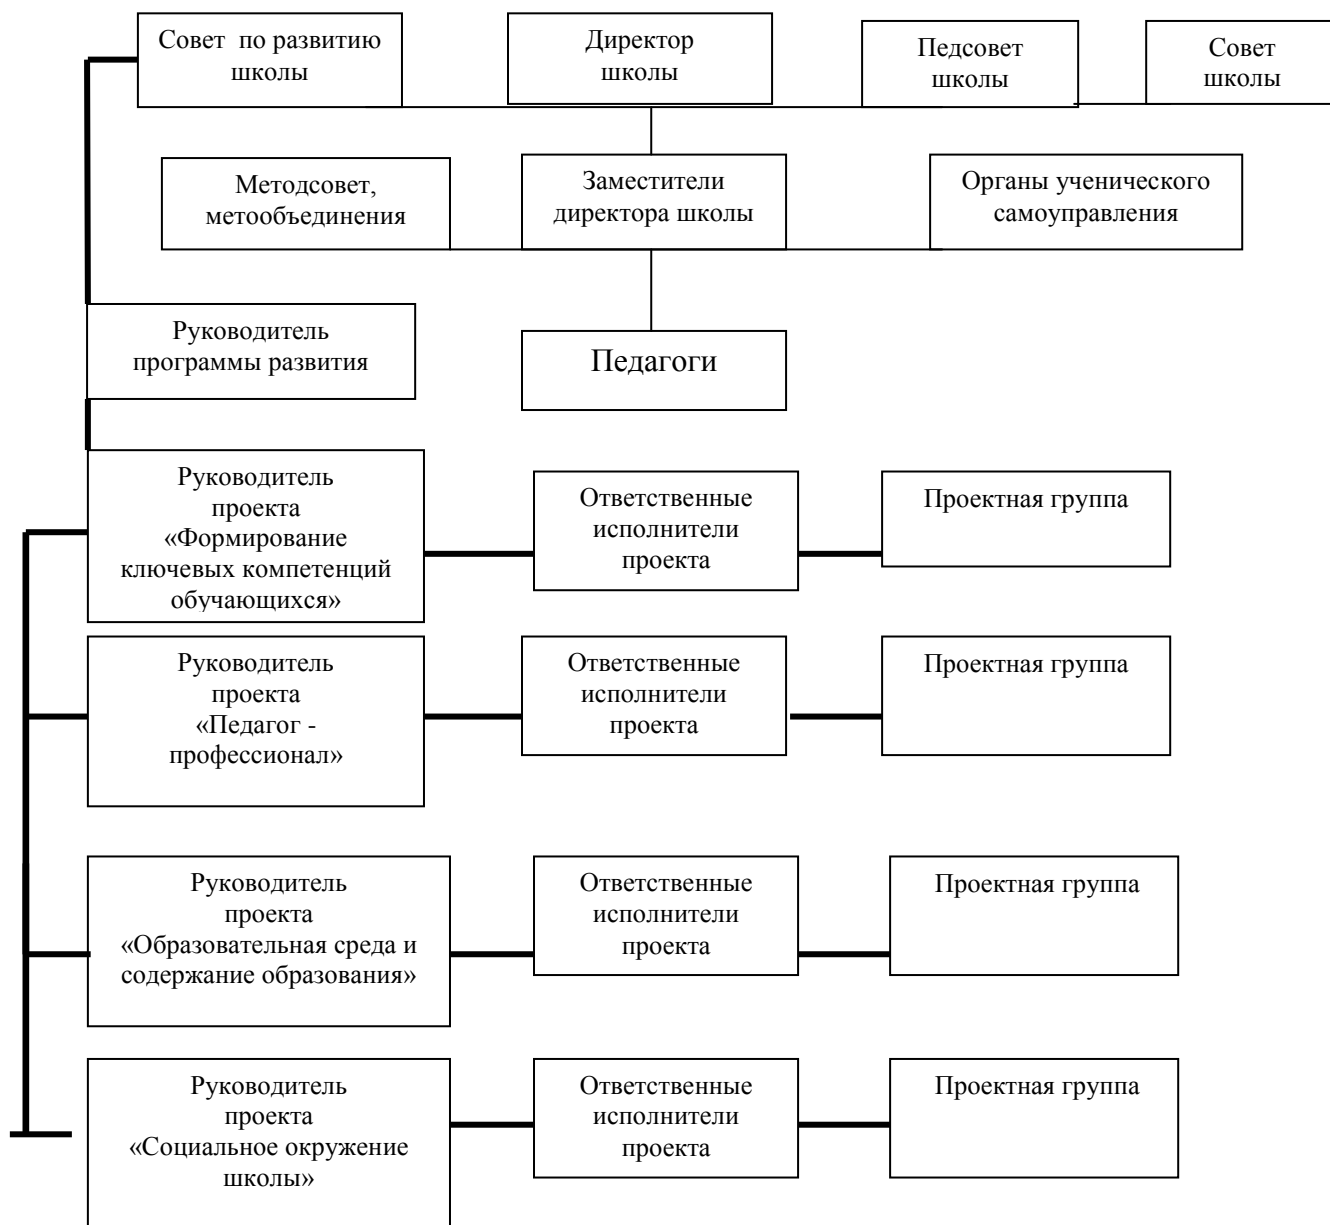 Совет по развитию
школы
Директор
школы
Педсовет
школы
Совет
школы
Методсовет,
метообъединения
Заместители
директора школы
Органы ученического
самоуправления
Руководитель
программы развития
Педагоги
Руководитель
проекта
«Формирование
ключевых компетенций
обучающихся»
Ответственные
исполнители
проекта
Проектная группа
Руководитель
проекта
«Педагог -
профессионал»
Ответственные
исполнители
проекта
Проектная группа
Руководитель
проекта
«Образовательная среда и
содержание образования»
Ответственные
исполнители
проекта
Проектная группа
Руководитель
проекта
«Социальное окружение
школы»
Ответственные
исполнители
проекта
Проектная группа